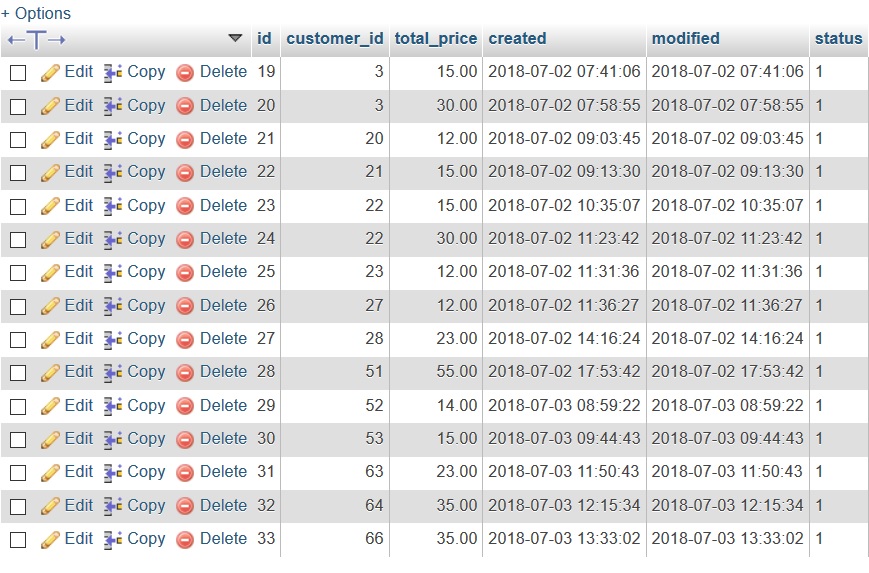 + Options
id customer_id total_price created modified status
Edit Copy Delete 19 3 15.00 2018-07-02 07:41:06 2018-07-02 07:41:06 1
Edit Copy Delete 20 3 30.00 2018-07-02 07:58:55 2018-07-02 07:58:55 1
Edit Copy Delete 21 20 12.00 2018-07-02 09:03:45 2018-07-02 09:03:45 1
Edit Copy Delete 22 21 15.00 2018-07-02 09:13:30 2018-07-02 09:13:30 1
Edit Copy Delete 23 22 15.00 2018-07-02 10:35:07 2018-07-02 10:35:07 1
Edit Copy Delete 24 22 30.00 2018-07-02 11:23:42 2018-07-02 11:23:42 1
Edit Copy Delete 25 23 12.00 2018-07-02 11:31:36 2018-07-02 11:31:36 1
Edit Copy Delete 26 27 12.00 2018-07-02 11:36:27 2018-07-02 11:36:27 1
Edit Copy Delete 27 28 23.00 2018-07-02 14:16:24 2018-07-02 14:16:24 1
Edit Copy Delete 28 51 55.00 2018-07-02 17:53:42 2018-07-02 17:53:42 1
Edit Copy Delete 29 52 14.00 2018-07-03 08:59:22 2018-07-03 08:59:22 1
Edit Copy Delete 30 53 15.00 2018-07-03 09:44:43 2018-07-03 09:44:43 1
Edit Copy Delete 31 63 23.00 2018-07-03 11:50:43 2018-07-03 11:50:43 1
Edit Copy Delete 32 64 35.00 2018-07-03 12:15:34 2018-07-03 12:15:34 1
Edit Copy Delete 33 66 35.00 2018-07-03 13:33:02 2018-07-03 13:33:02 1